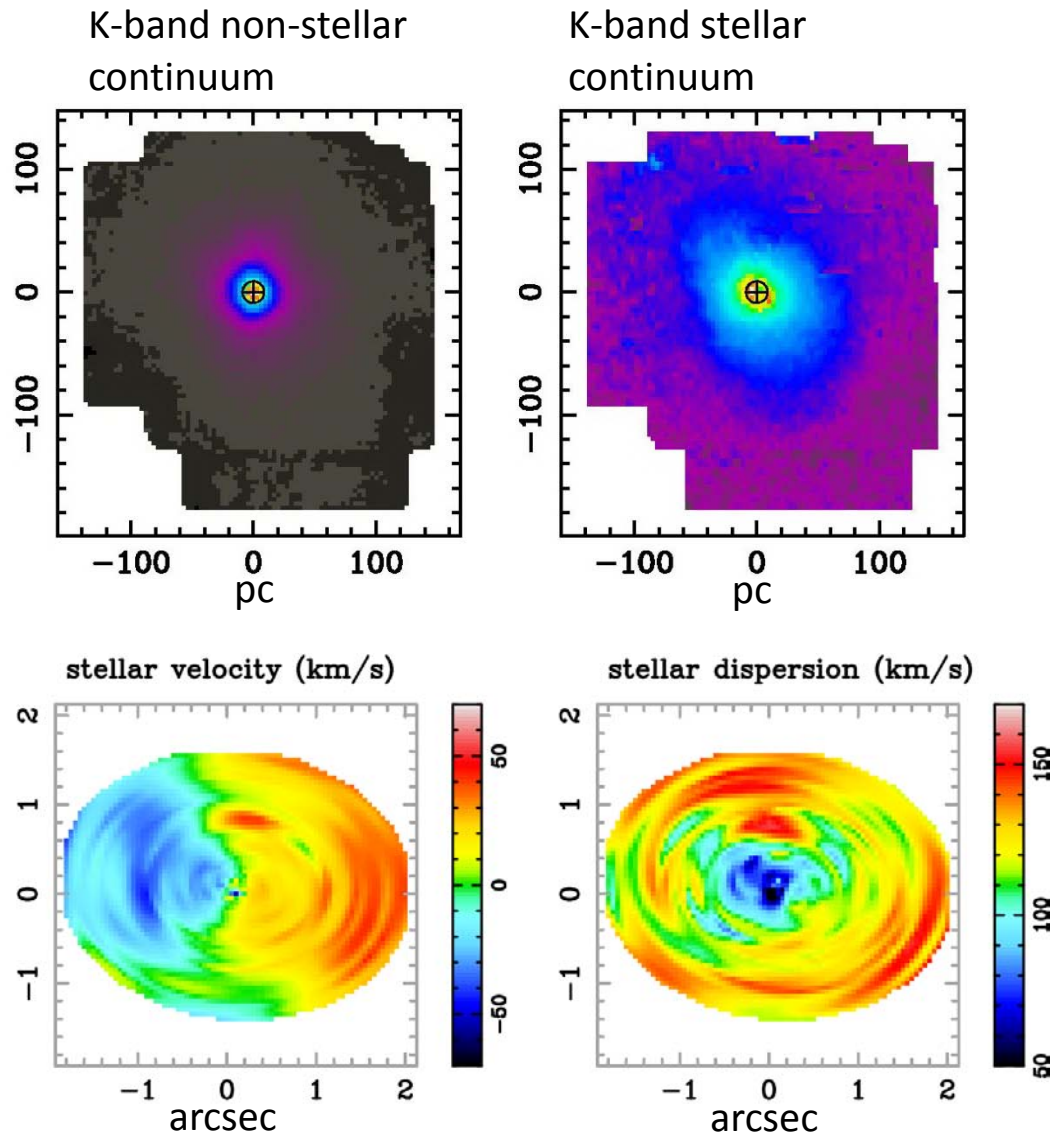 K-band non-stellar
continuum
K-band stellar
continuum
100
0
-100
-100 0 100
pc
100
0
-100
-100 0 100
pc
stellar velocity (km/s)
2
1
0
-1
-1 0 1 2
arcsec
50
0
-50
stellar dispersion (km/s)
2
1
0
-1
-1 0 1 2
arcsec
150
100
50